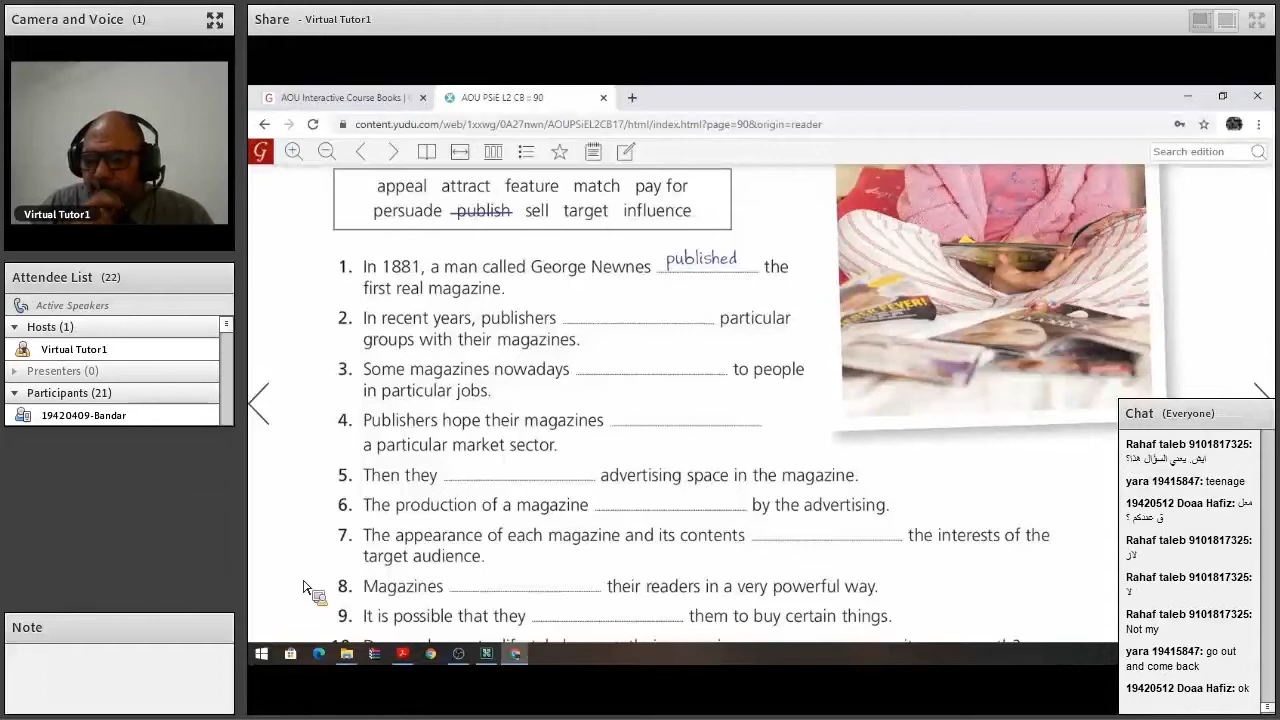 Camera and Voice (1)
Virtual Tutor1
Attendee List (22)
Active Speakers
Hosts (1)
Virtual Tutor1
Presenters (0)
Participants (21)
19420409-Bandar
Note
Share - Virtual Tutor1
AOU Interactive Course Books |
AOU PSiE L2 CB :: 90
content.yudu.com/web/1xxwg/0A27nwn/AOUPSiEL2CB17/html/index.html?page=90&origin=reader
Search edition
appeal attract feature match pay for
persuade publish sell target influence
1. In 1881, a man called George Newnes published the
first real magazine.
2. In recent years, publishers particular
groups with their magazines.
3. Some magazines nowadays to people
in particular jobs.
4. Publishers hope their magazines
a particular market sector.
5. Then they advertising space in the magazine.
6. The production of a magazine by the advertising.
7. The appearance of each magazine and its contents the interests of the
target audience.
8. Magazines their readers in a very powerful way.
9. It is possible that they them to buy certain things.
Chat (Everyone)
Rahaf taleb 9101817325:
ايش. يعني السؤال هذا؟
yara 19415847: teenage
19420512 Doaa Hafiz: معل
ق عندكم ؟
Rahaf taleb 9101817325:
لاز
Rahaf taleb 9101817325:
لا
Rahaf taleb 9101817325:
Not my
yara 19415847: go out
and come back
19420512 Doaa Hafiz: ok